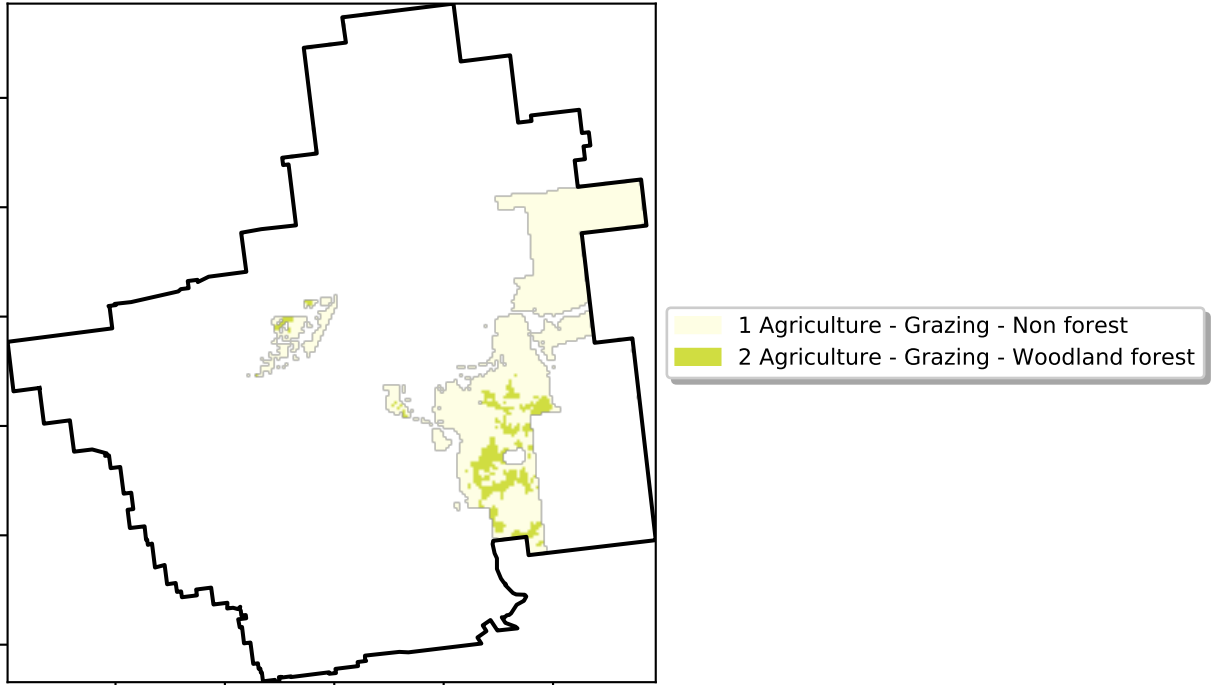 1 Agriculture - Grazing - Non forest
2 Agriculture - Grazing - Woodland forest